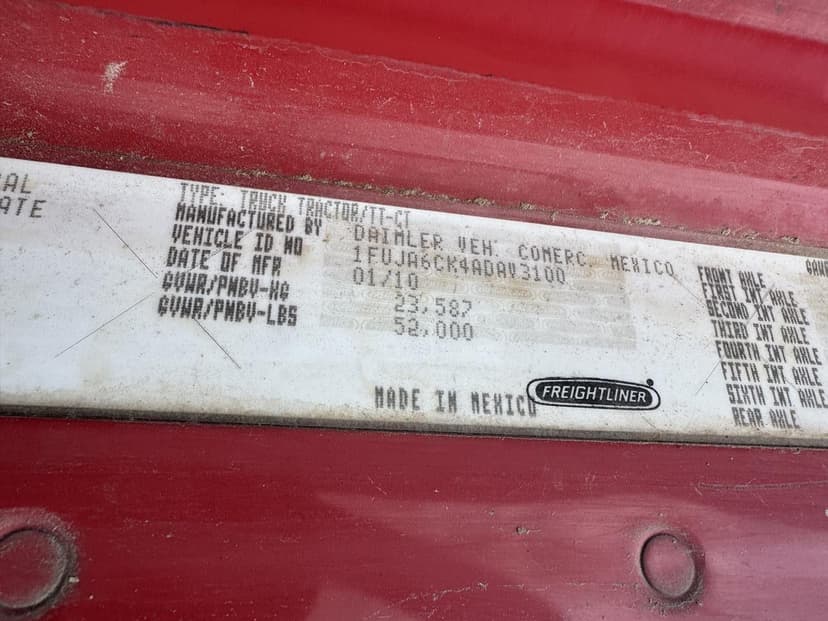 AL
ATE
TYPE: TRUCK TRACTOR/TT-CT
MANUFACTURED BY DAIMLER VEH. COMERC. MEXICO
VEHICLE ID NO 1FUJA6CK4ADAV3100
DATE OF MFR 01/10
GVWR/PNBV-KG 23,587
GVWR/PNBV-LBS 52,000
MADE IN MEXICO
FREIGHTLINER
FRONT AXLE
FIRST INT AXLE
SECOND INT AXLE
THIRD INT AXLE
FOURTH INT AXLE
FIFTH INT AXLE
SIXTH INT AXLE
REAR AXLE